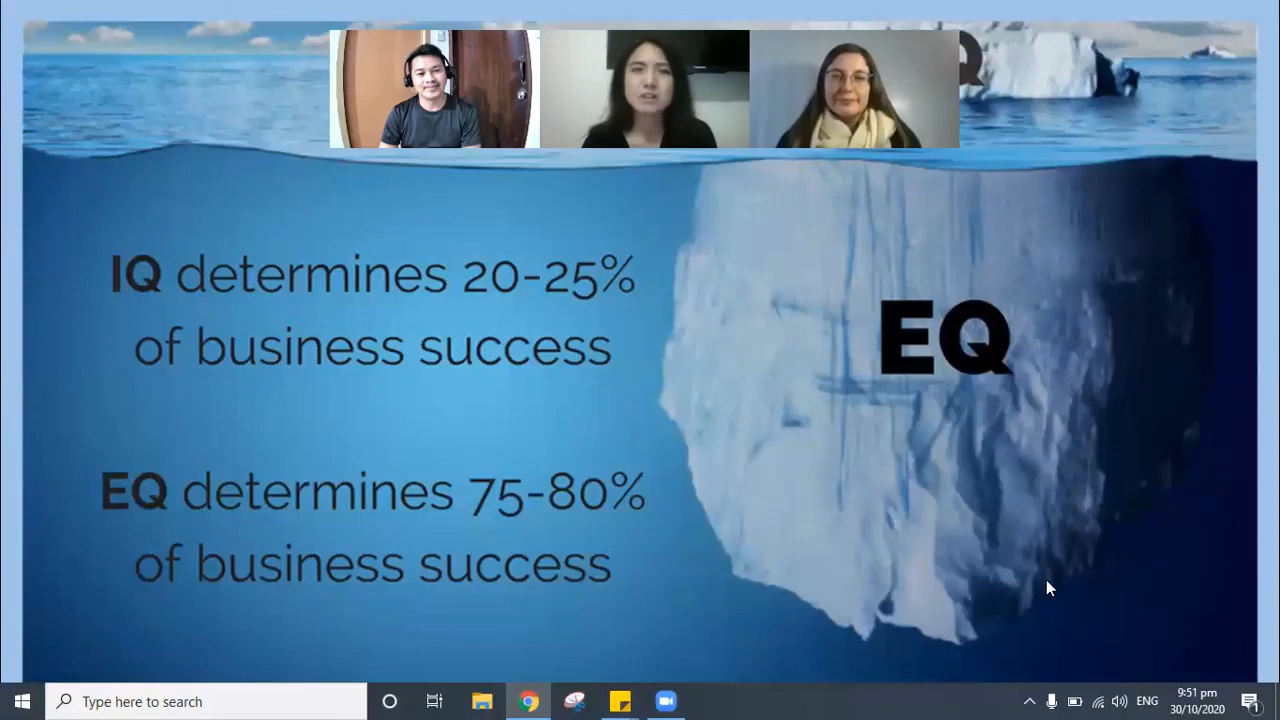 IQ determines 20-25%
of business success
EQ
EQ determines 75-80%
of business success
Type here to search
ENG
9:51 pm
30/10/2020
1